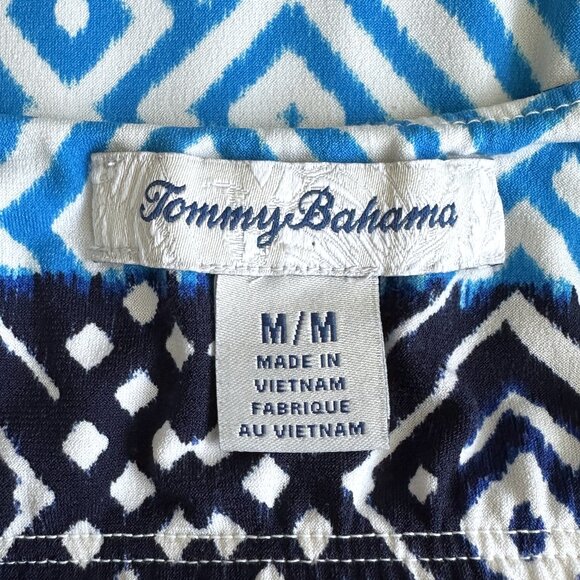 Tommy Bahama
M/M
MADE IN
VIETNAM
FABRIQUE
AU VIETNAM